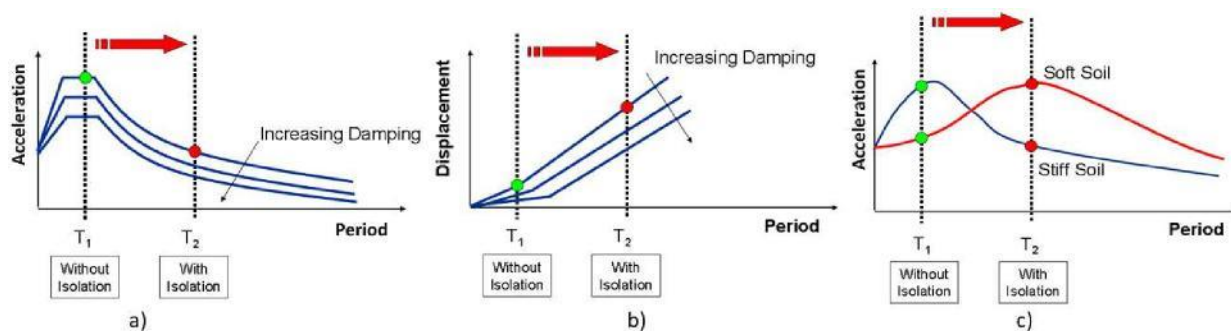 Acceleration
Increasing Damping
Period
T1
T2
Without
Isolation
With
Isolation
a)
Displacement
Increasing Damping
Period
T1
T2
Without
Isolation
With
Isolation
b)
Acceleration
Soft Soil
Stiff Soil
Period
T1
T2
Without
Isolation
With
Isolation
c)